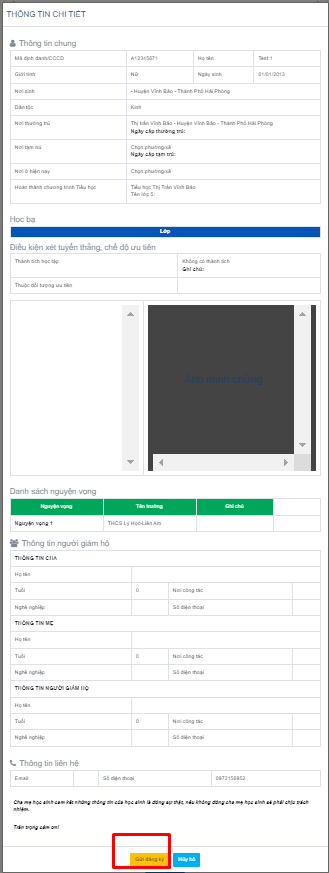 THÔNG TIN CHI TIẾT
Thông tin chung
Mã định danh/CCCD A12345671 Họ tên Test 1
Giới tính Nữ Ngày sinh 01/01/2013
Nơi sinh - Huyện Vĩnh Bảo - Thành Phố Hải Phòng
Dân tộc Kinh
Nơi thường trú Thị trấn Vĩnh Bảo - Huyện Vĩnh Bảo - Thành Phố Hải Phòng
Ngày cấp thường trú:
Nơi tạm trú Chọn phường/xã
Ngày cấp tạm trú:
Nơi ở hiện nay Chọn phường/xã
Hoàn thành chương trình Tiểu học Tiểu học Thị Trấn Vĩnh Bảo
Tên lớp 5:
Học bạ
Lớp
Điều kiện xét tuyển thẳng, chế độ ưu tiên
Thành tích học tập Không có thành tích
Ghi chú:
Thuộc đối tượng ưu tiên
Ảnh minh chứng
Danh sách nguyện vọng
Nguyện vọng Tên trường Ghi chú
Nguyện vọng 1 THCS Lý Học-Liên Am
Thông tin người giám hộ
THÔNG TIN CHA
Họ tên
Tuổi 0 Nơi công tác
Nghề nghiệp Số điện thoại
THÔNG TIN MẸ
Họ tên
Tuổi 0 Nơi công tác
Nghề nghiệp Số điện thoại
THÔNG TIN NGƯỜI GIÁM HỘ
Họ tên
Tuổi 0 Nơi công tác
Nghề nghiệp Số điện thoại
Thông tin liên hệ
Email Số điện thoại 0972156952
Cha mẹ học sinh cam kết những thông tin của học sinh là đúng sự thật, nếu không đúng cha mẹ học sinh sẽ phải chịu trách
nhiệm.
Trân trọng cảm ơn!
Gửi đăng ký Hủy bỏ